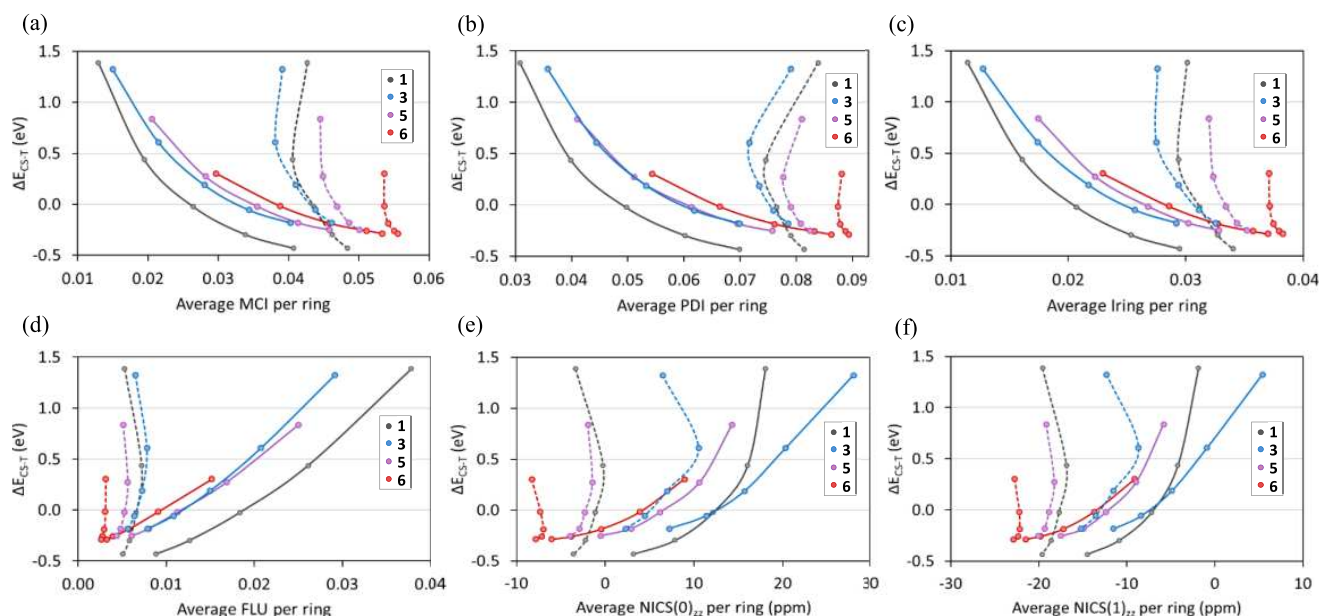 (a)
1.5
1.0
0.5
0.0
-0.5
ΔE_CS-T (eV)
1
3
5
6
0.01 0.02 0.03 0.04 0.05 0.06
Average MCI per ring
(b)
1.5
1.0
0.5
0.0
-0.5
ΔE_CS-T (eV)
1
3
5
6
0.03 0.04 0.05 0.06 0.07 0.08 0.09
Average PDI per ring
(c)
1.5
1.0
0.5
0.0
-0.5
ΔE_CS-T (eV)
1
3
5
6
0.01 0.02 0.03 0.04
Average Iring per ring
(d)
1.5
1.0
0.5
0.0
-0.5
ΔE_CS-T (eV)
1
3
5
6
0.00 0.01 0.02 0.03 0.04
Average FLU per ring
(e)
1.5
1.0
0.5
0.0
-0.5
ΔE_CS-T (eV)
1
3
5
6
-10 0 10 20 30
Average NICS(0)_zz per ring (ppm)
(f)
1.5
1.0
0.5
0.0
-0.5
ΔE_CS-T (eV)
1
3
5
6
-30 -20 -10 0 10
Average NICS(1)_zz per ring (ppm)